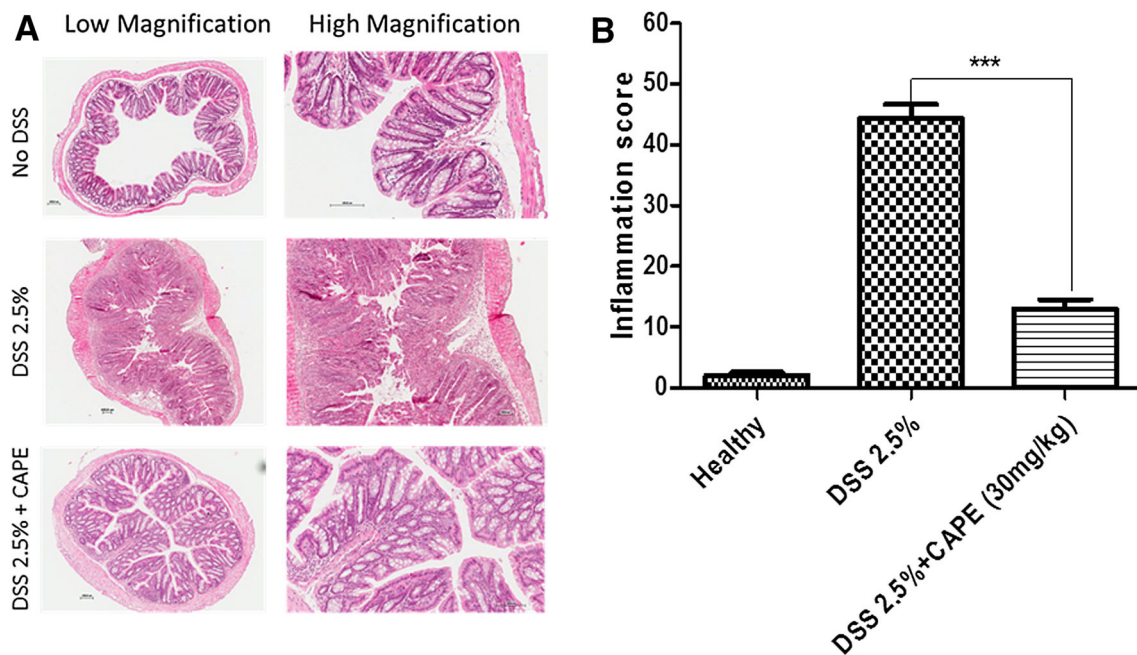 A
Low Magnification
High Magnification
No DSS
DSS 2.5%
DSS 2.5% + CAPE
B
Inflammation score
60
50
40
30
20
10
0
***
Healthy
DSS 2.5%
DSS 2.5%+CAPE (30mg/kg)